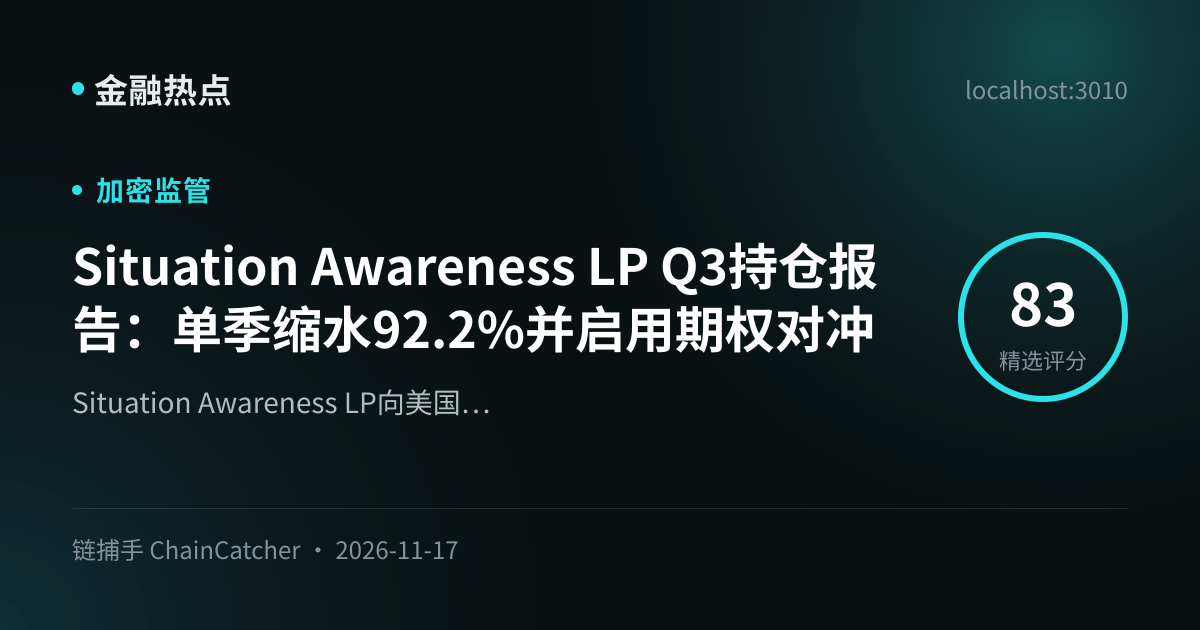 金融热点
localhost:3010
加密监管
Situation Awareness LP Q3持仓报
告：单季缩水92.2%并启用期权对冲
83
精选评分
Situation Awareness LP向美国…
链捕手 ChainCatcher · 2026-11-17